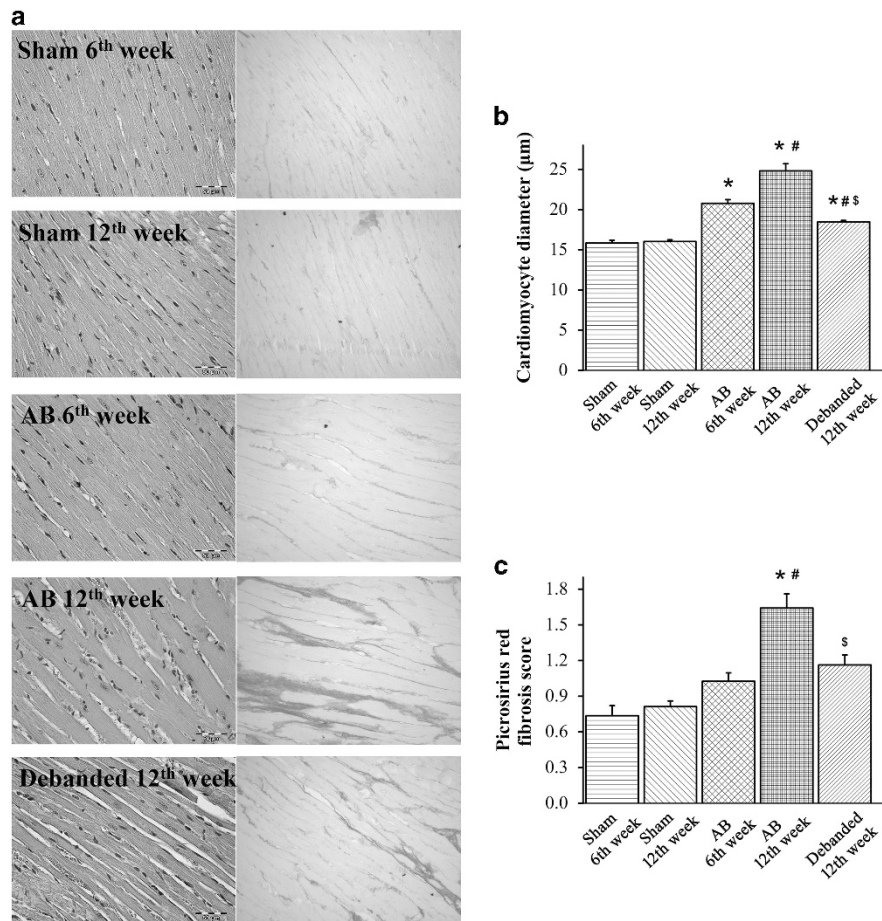 a
Sham 6th week
Sham 12th week
AB 6th week
AB 12th week
Debanded 12th week
b
Cardiomyocyte diameter (μm)
25
20
15
10
5
0
*
* #
* # $
Sham
6th week
Sham
12th week
AB
6th week
AB
12th week
Debanded
12th week
c
Picrosirius red
fibrosis score
1.8
1.5
1.2
0.9
0.6
0.3
0.0
* #
$
Sham
6th week
Sham
12th week
AB
6th week
AB
12th week
Debanded
12th week